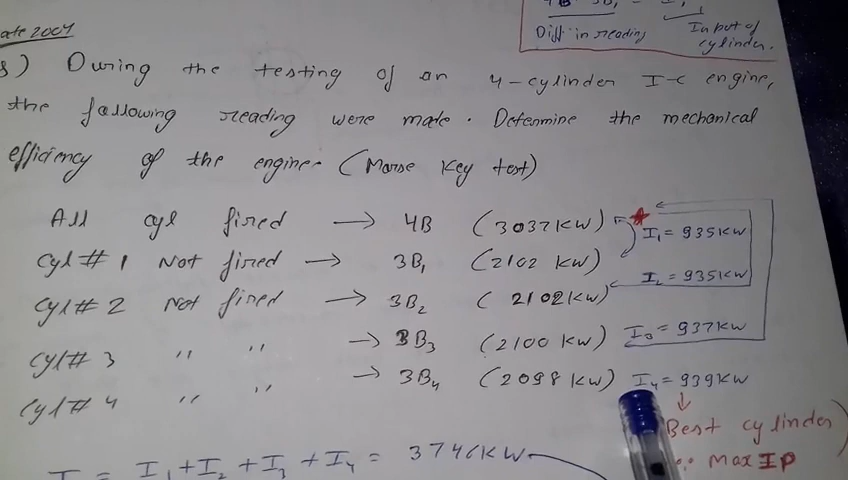 4B - 3B₁ = I₁
Diff in reading
Input of
cylinder.
ate 2004
8) During the testing of an 4-cylinder I-C engine,
the following reading were made. Determine the mechanical
efficiency of the engine. (Morse Key test)
All cyl fired → 4B (3037KW) I₁ = 935KW
Cyl # 1 Not fired → 3B₁ (2102 KW)
Cyl # 2 Not fired → 3B₂ (2102KW) I₂ = 935KW
Cyl # 3 " " → 3B₃ (2100 KW) I₃ = 937KW
Cyl # 4 " " → 3B₄ (2098 KW) I₄ = 939KW
Best cylinder)
∵ Max IP
I = I₁+I₂ + I₃ + I₄ = 3746KW